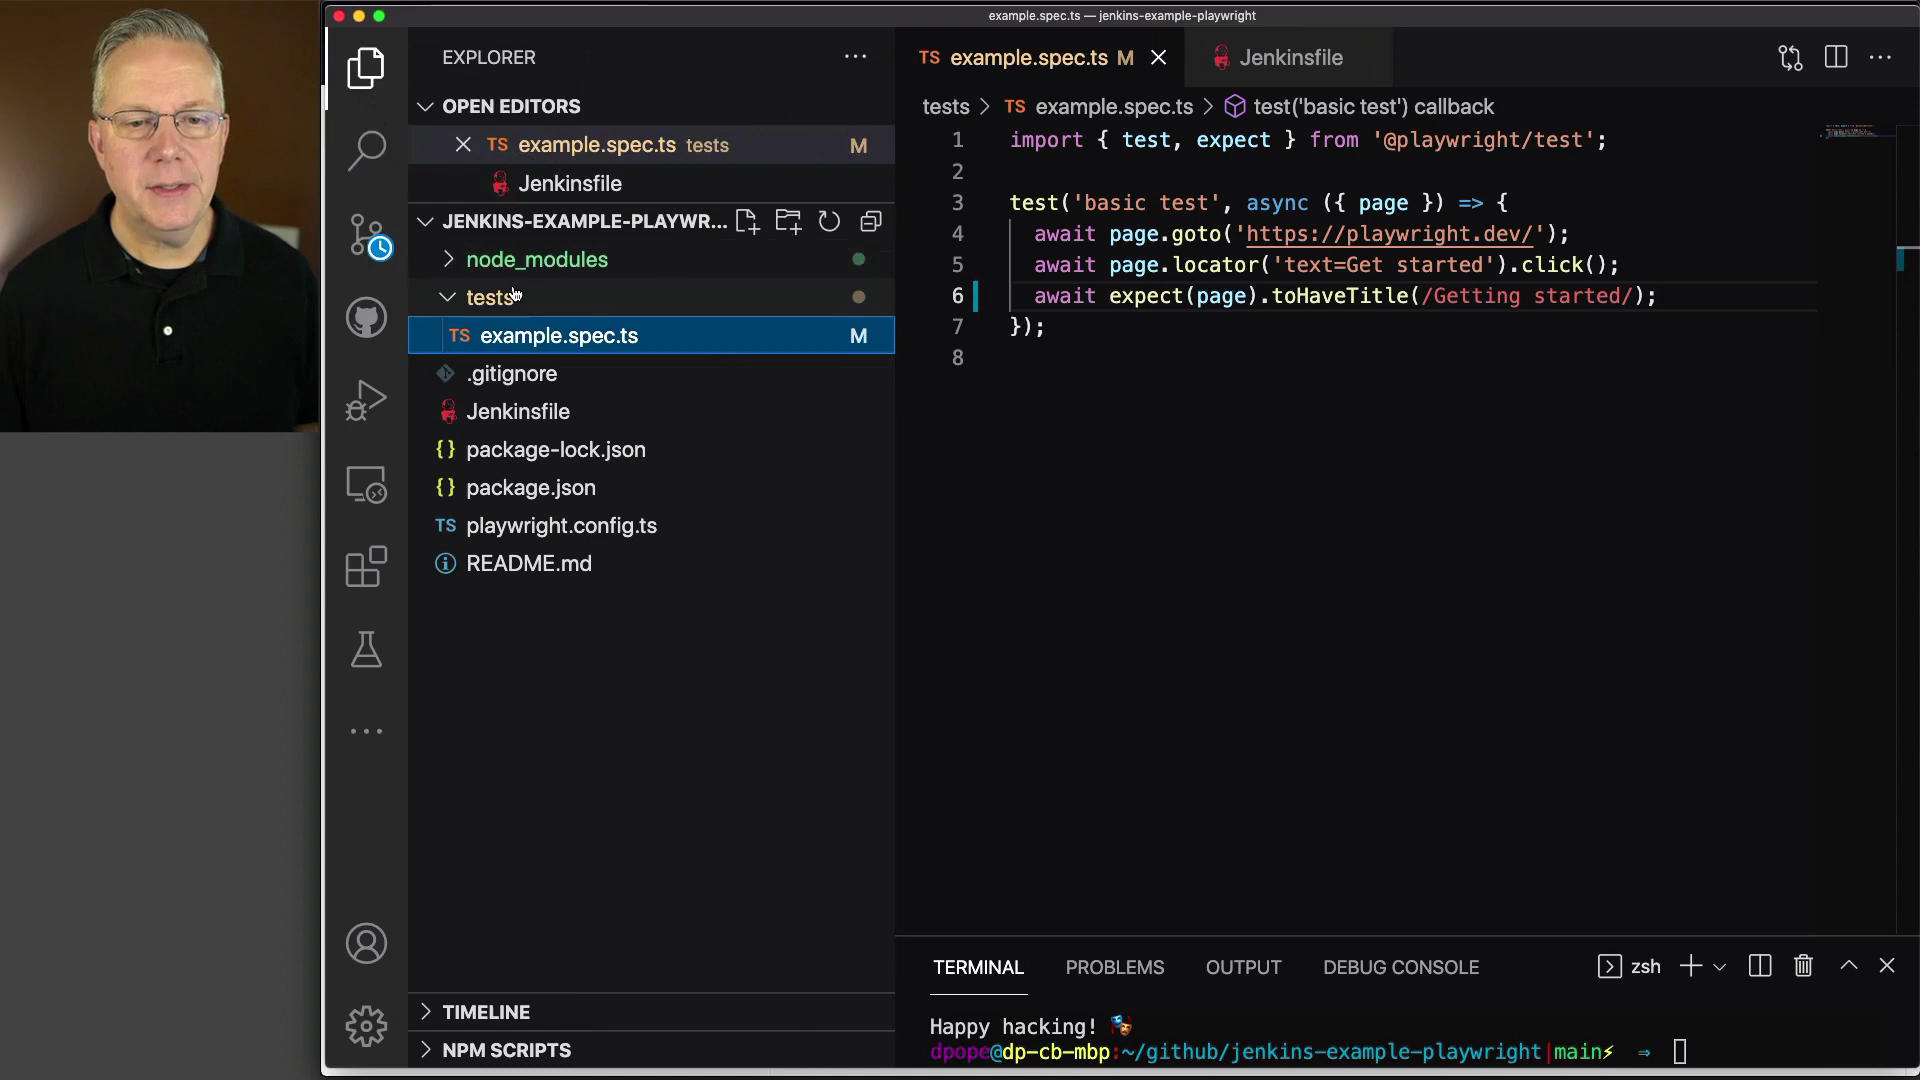 example.spec.ts — jenkins-example-playwright
EXPLORER
OPEN EDITORS
TS example.spec.ts tests M
Jenkinsfile
JENKINS-EXAMPLE-PLAYWR...
node_modules
tests
TS example.spec.ts M
.gitignore
Jenkinsfile
{} package-lock.json
{} package.json
TS playwright.config.ts
README.md
TIMELINE
NPM SCRIPTS
TS example.spec.ts M
Jenkinsfile
tests > TS example.spec.ts > test('basic test') callback
1 import { test, expect } from '@playwright/test';
2
3 test('basic test', async ({ page }) => {
4 await page.goto('https://playwright.dev/');
5 await page.locator('text=Get started').click();
6 await expect(page).toHaveTitle(/Getting started/);
7 });
8
TERMINAL PROBLEMS OUTPUT DEBUG CONSOLE zsh
Happy hacking! 🎭
dpope@dp-cb-mbp:~/github/jenkins-example-playwright|main⚡ ⇒